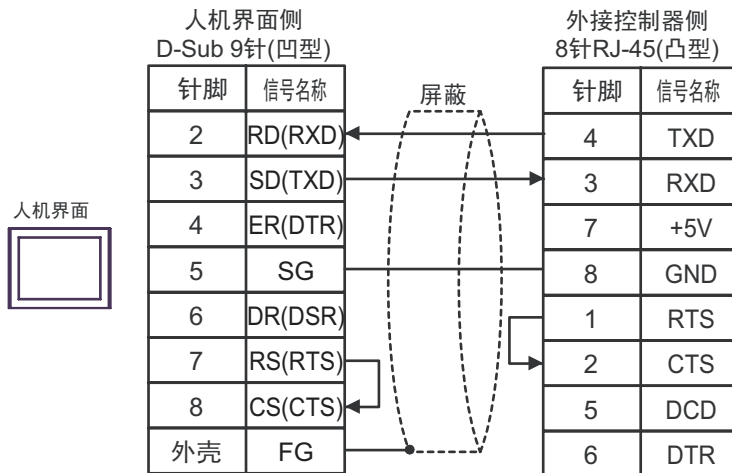 人机界面侧
D-Sub 9针(凹型)
外接控制器侧
8针RJ-45(凸型)
人机界面
针脚 信号名称
2 RD(RXD)
3 SD(TXD)
4 ER(DTR)
5 SG
6 DR(DSR)
7 RS(RTS)
8 CS(CTS)
外壳 FG
屏蔽
针脚 信号名称
4 TXD
3 RXD
7 +5V
8 GND
1 RTS
2 CTS
5 DCD
6 DTR